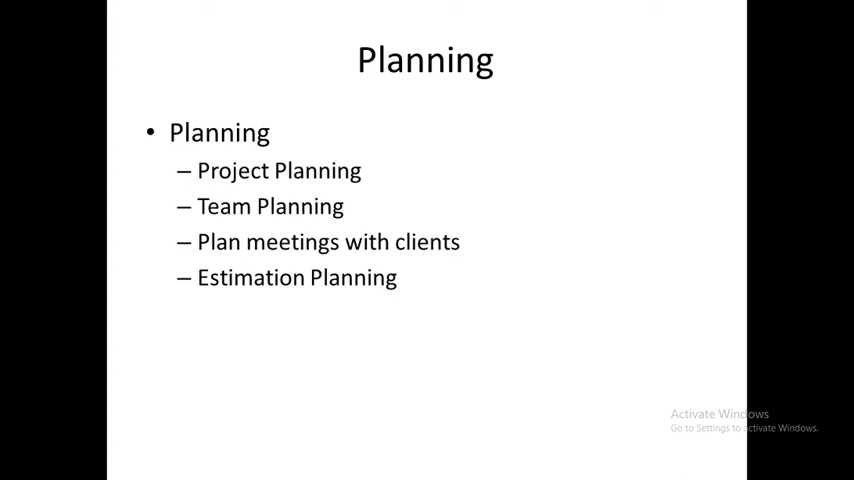 Planning
• Planning
– Project Planning
– Team Planning
– Plan meetings with clients
– Estimation Planning
Activate Windows
Go to Settings to activate Windows.